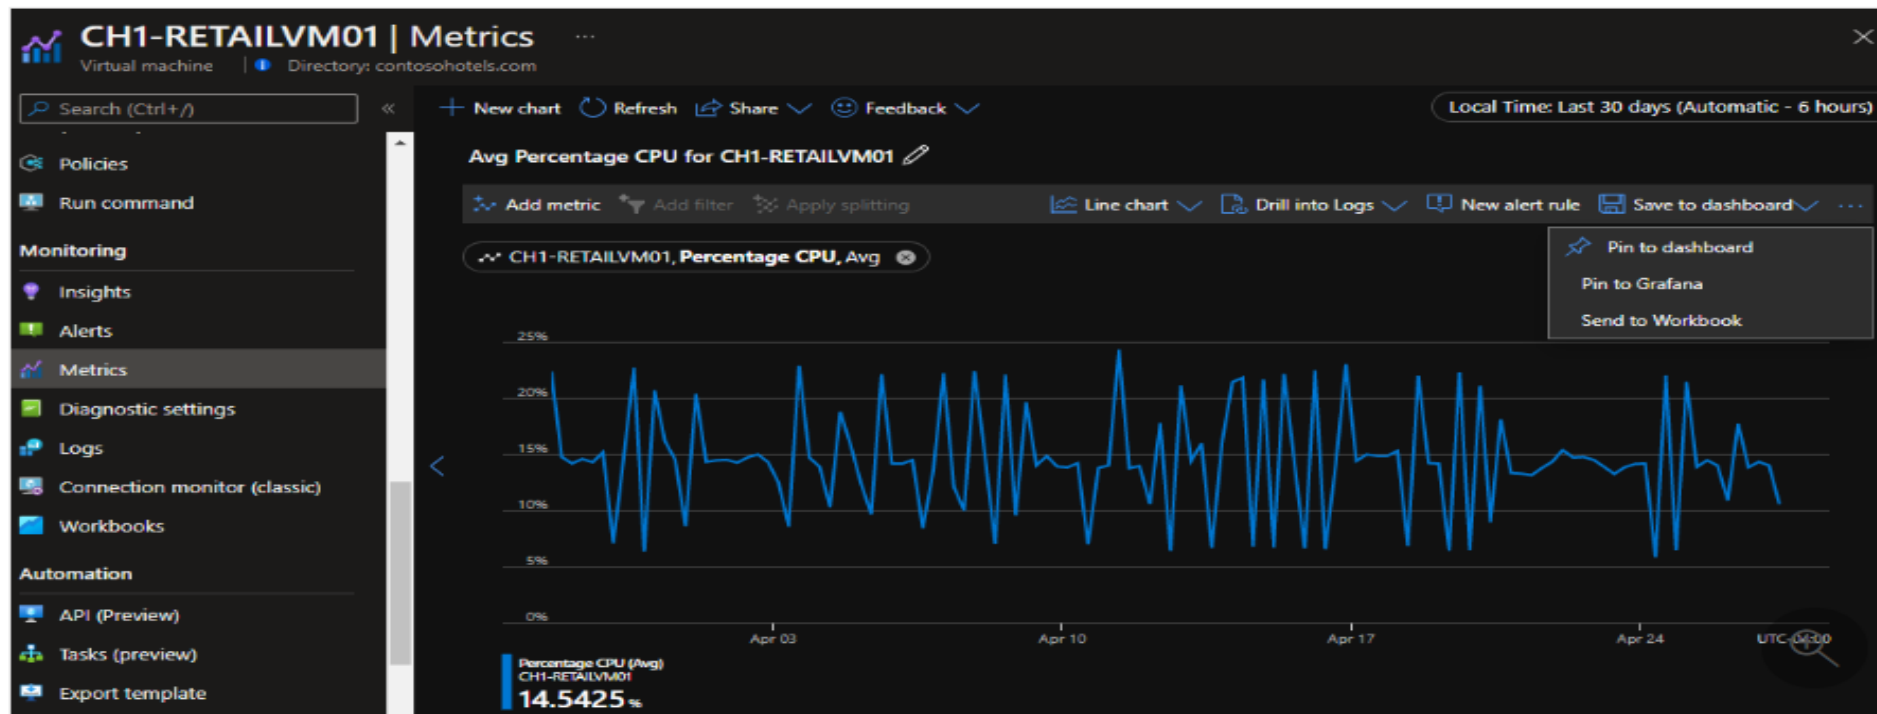 CH1-RETAILVM01 | Metrics ...
Virtual machine | Directory: contosohotels.com
Search (Ctrl+/)
«
Policies
Run command
Monitoring
Insights
Alerts
Metrics
Diagnostic settings
Logs
Connection monitor (classic)
Workbooks
Automation
API (Preview)
Tasks (preview)
Export template
New chart Refresh Share Feedback
Local Time: Last 30 days (Automatic - 6 hours)
Avg Percentage CPU for CH1-RETAILVM01
Add metric Add filter Apply splitting Line chart Drill into Logs New alert rule Save to dashboard ...
CH1-RETAILVM01, Percentage CPU, Avg
Pin to dashboard
Pin to Grafana
Send to Workbook
25%
20%
15%
10%
5%
0%
Apr 03 Apr 10 Apr 17 Apr 24
Percentage CPU (Avg)
CH1-RETAILVM01
14.5425 %